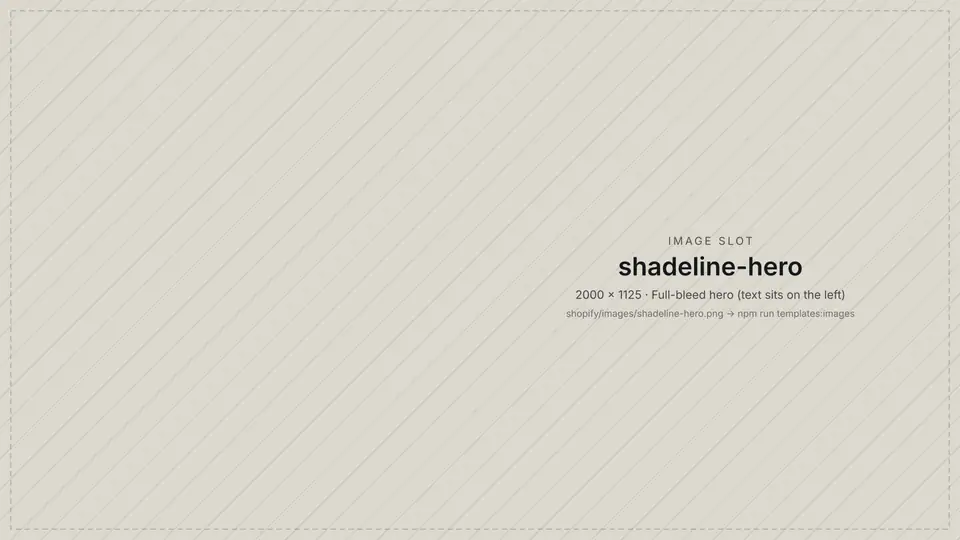 IMAGE SLOT
shadeline-hero
2000 × 1125 · Full-bleed hero (text sits on the left)
shopify/images/shadeline-hero.png → npm run templates:images